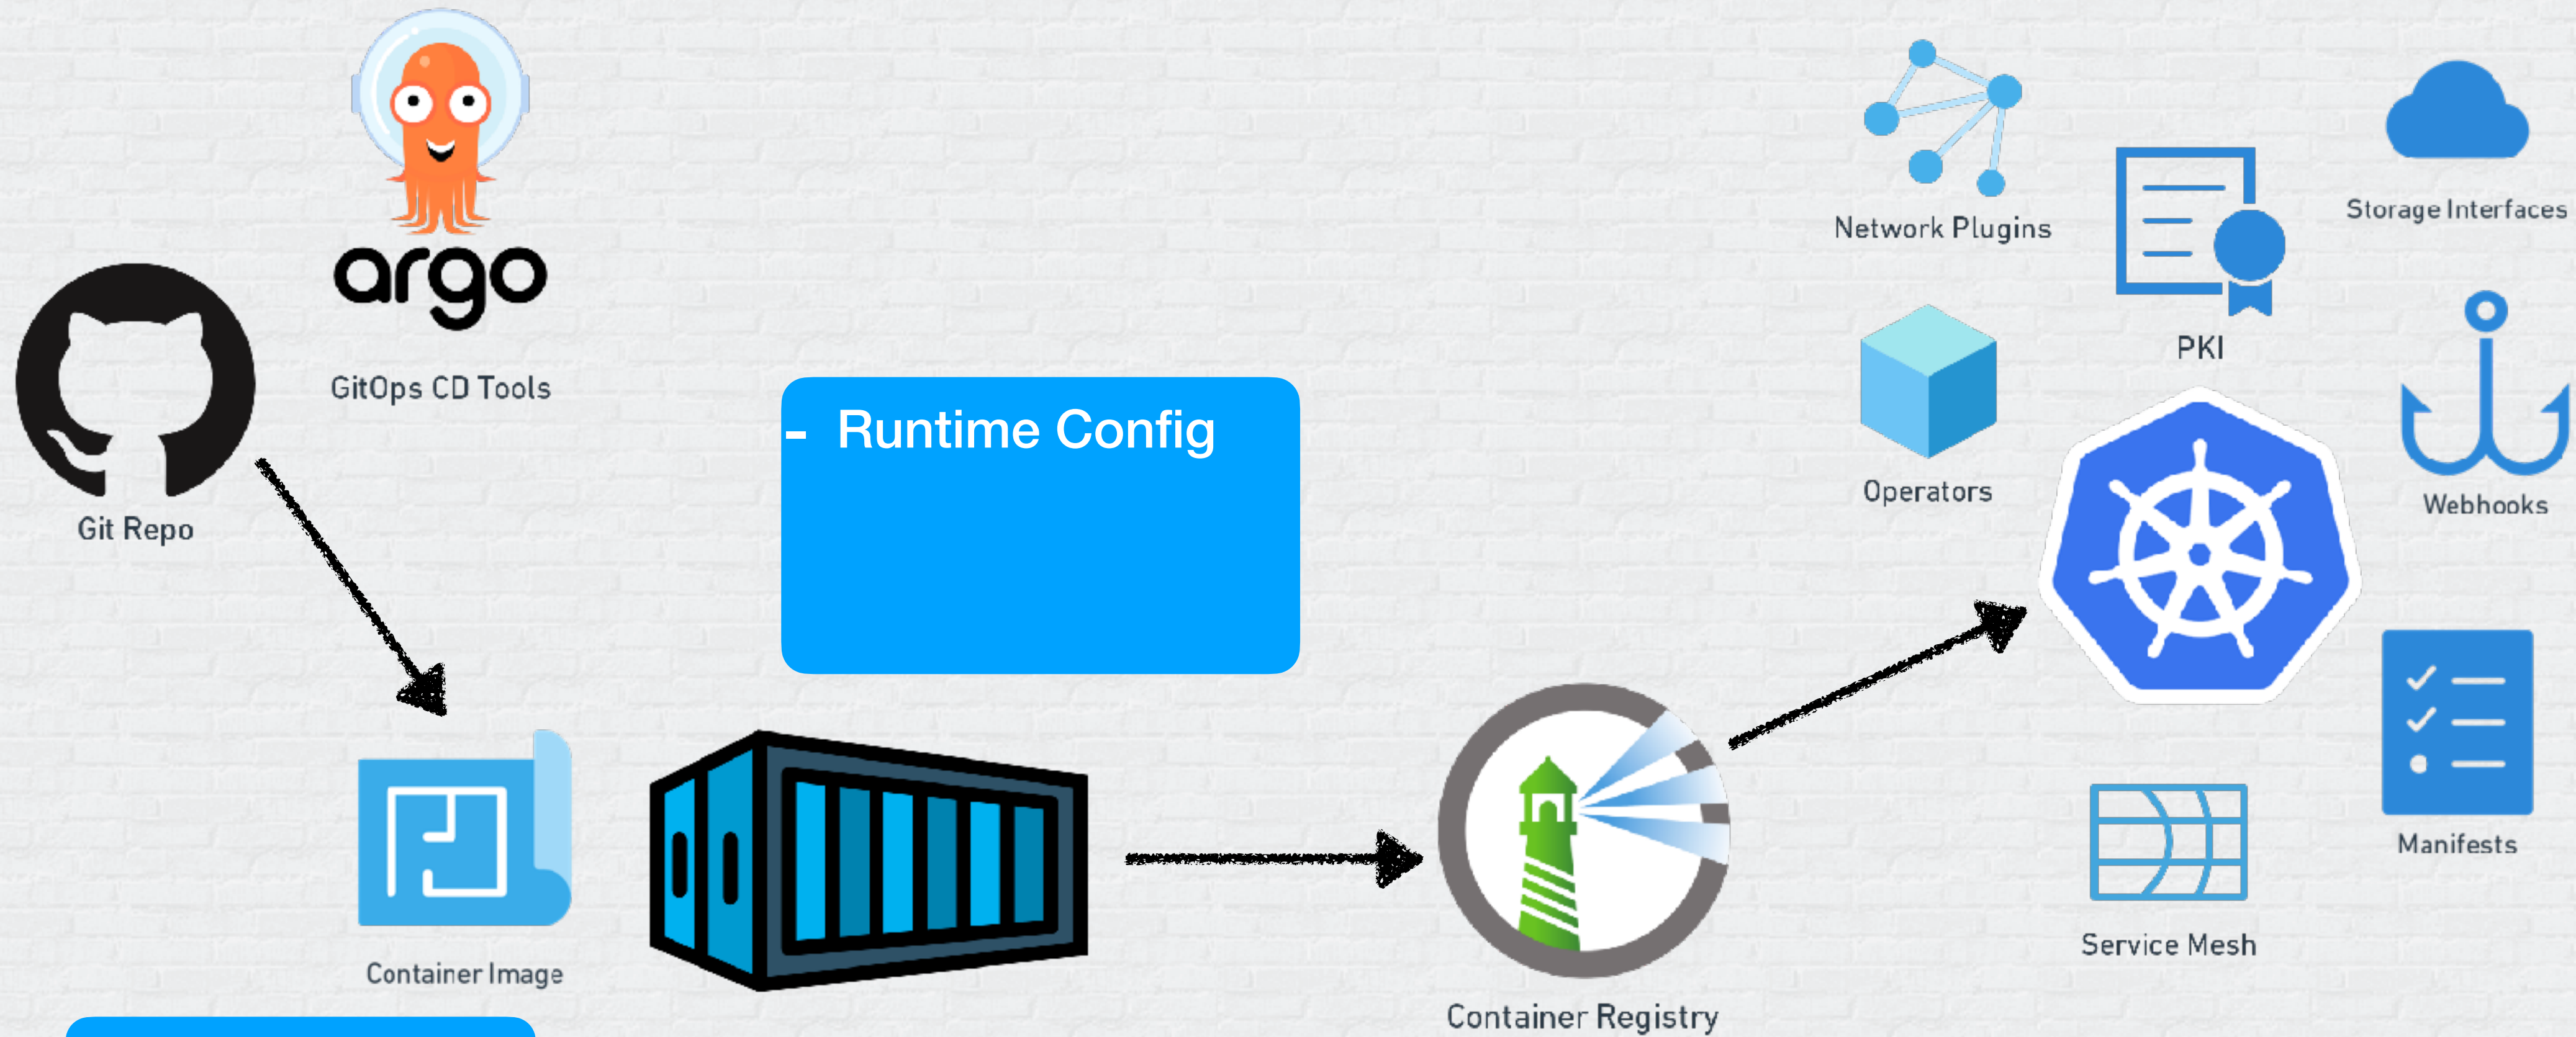 argo
GitOps CD Tools
Git Repo
- Runtime Config
Container Image
Container Registry
Network Plugins
Storage Interfaces
PKI
Operators
Webhooks
Manifests
Service Mesh